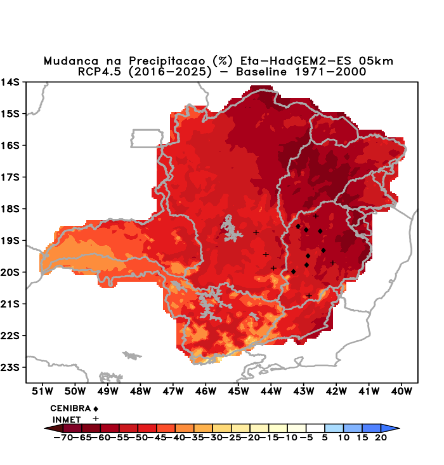 Mudanca na Precipitacao (%) Eta-HadGEM2-ES 05km
RCP4.5 (2016-2025) - Baseline 1971-2000
14S
15S
16S
17S
18S
19S
20S
21S
22S
23S
51W 50W 49W 48W 47W 46W 45W 44W 43W 42W 41W 40W
CENIBRA
INMET
-70 -65 -60 -55 -50 -45 -40 -35 -30 -25 -20 -15 -10 -5 5 10 15 20